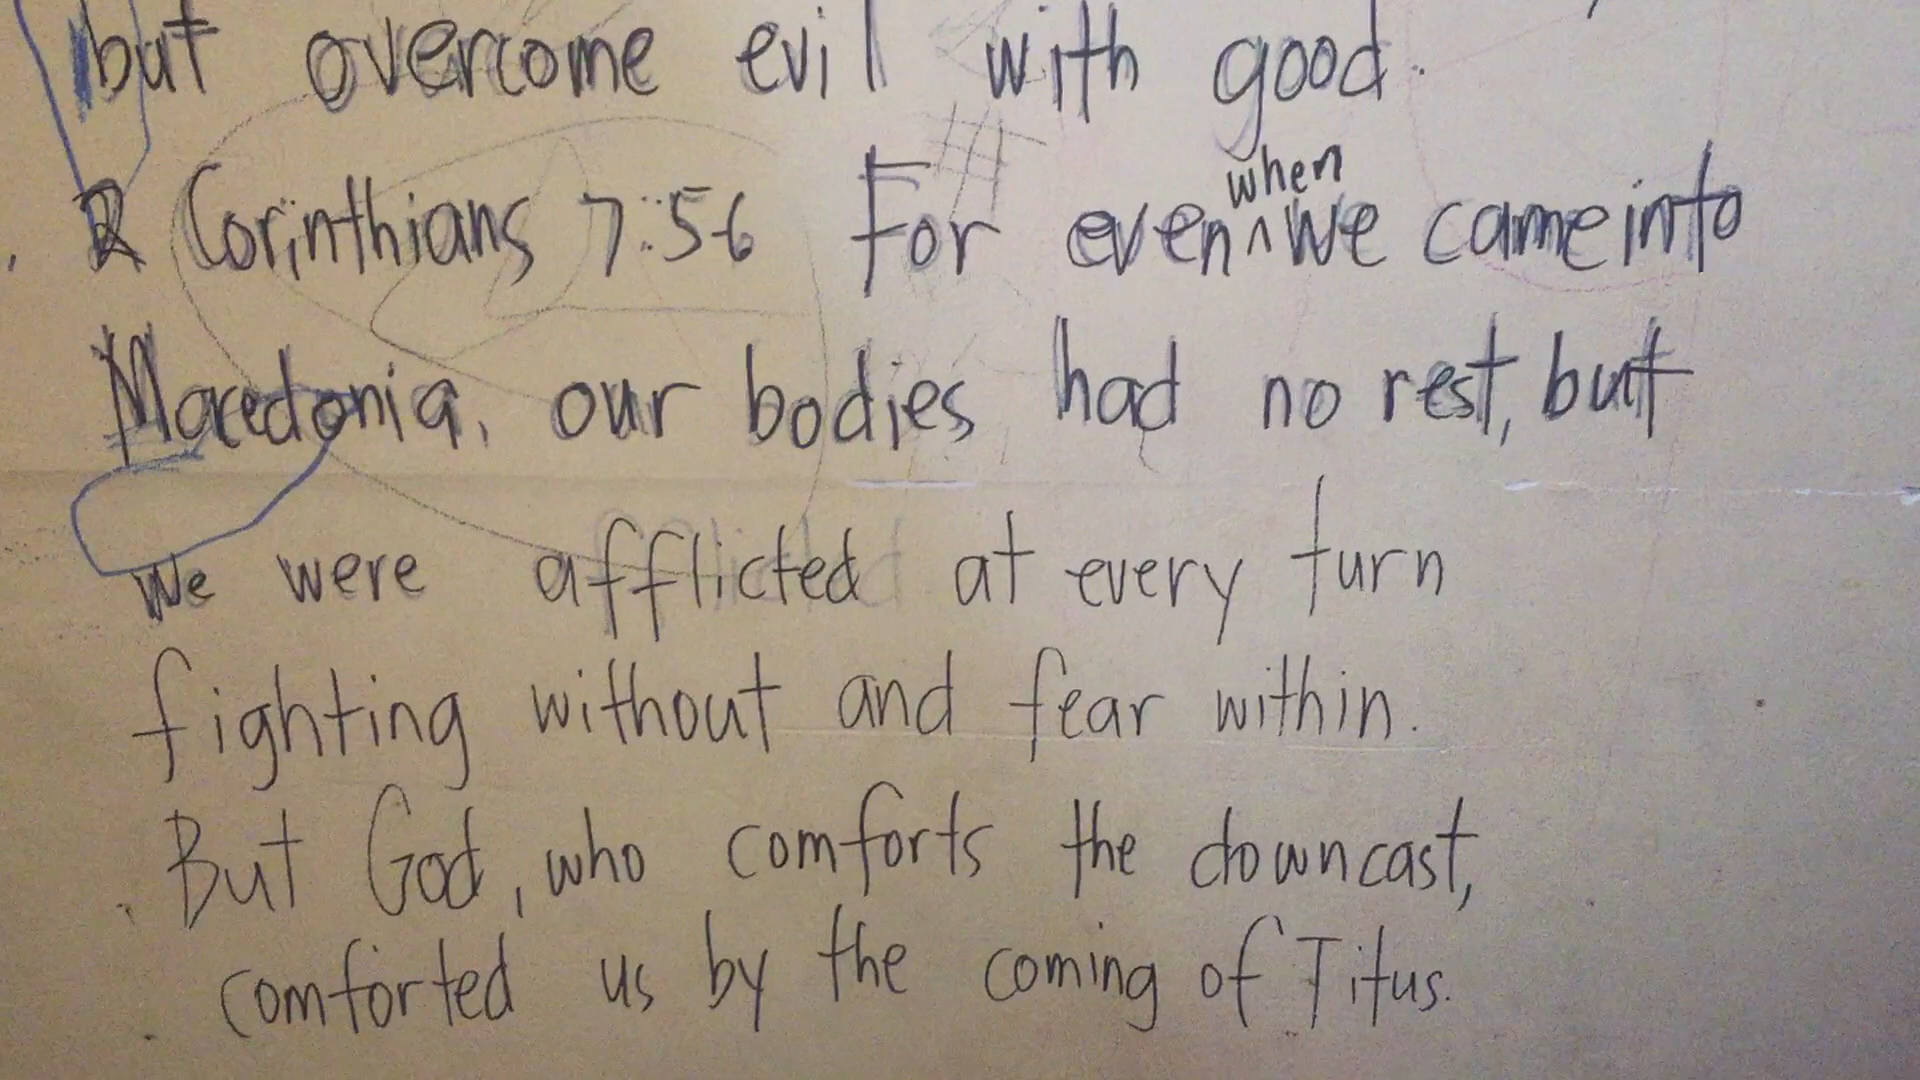 but overcome evil with good.
2 Corinthians 7:56 For even ^when we came into
Macedonia, our bodies had no rest, but
We were afflicted at every turn
fighting without and fear within.
But God, who comforts the downcast,
comforted us by the coming of Titus.